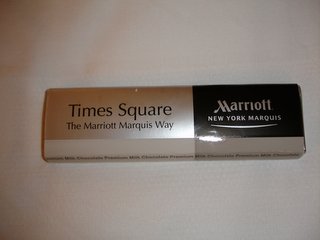 Times Square
The Marriott Marquis Way
Marriott
NEW YORK MARQUIS
Premium Milk Chocolate Premium Milk Chocolate Premium Milk Chocolate Premium Milk Chocolate